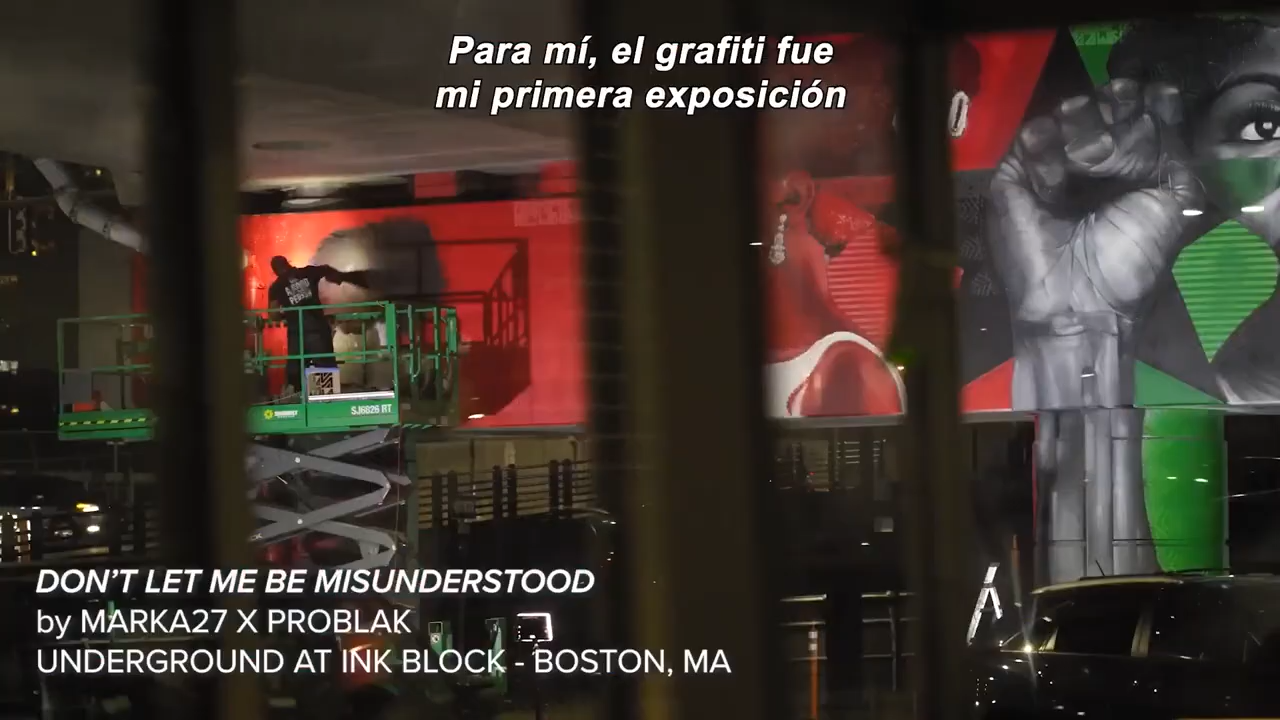 Para mí, el grafiti fue
mi primera exposición
SJ6826 RT
DON'T LET ME BE MISUNDERSTOOD
by MARKA27 X PROBLAK
UNDERGROUND AT INK BLOCK - BOSTON, MA